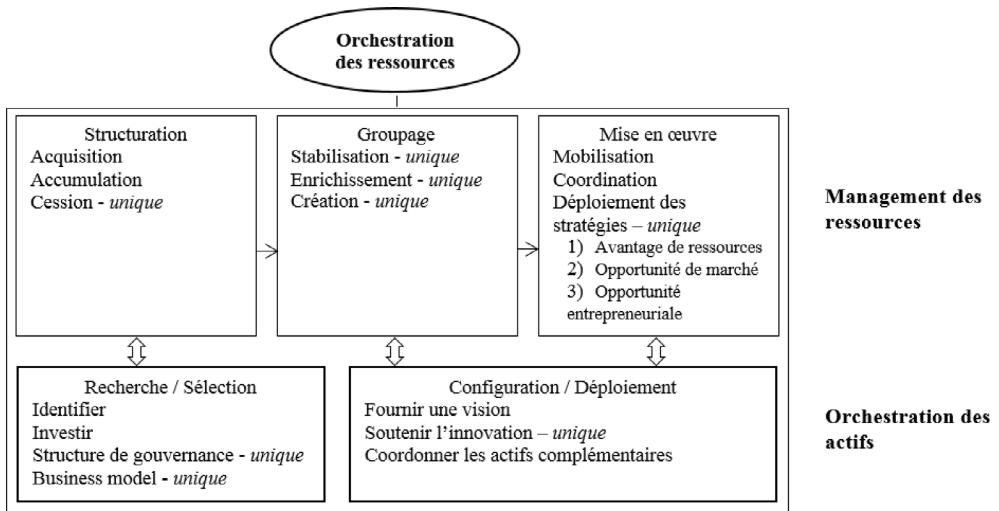 Orchestration
des ressources
Structuration
Acquisition
Accumulation
Cession - unique
Groupage
Stabilisation - unique
Enrichissement - unique
Création - unique
Mise en œuvre
Mobilisation
Coordination
Déploiement des
stratégies – unique
1) Avantage de ressources
2) Opportunité de marché
3) Opportunité
entrepreneuriale
Management des
ressources
Recherche / Sélection
Identifier
Investir
Structure de gouvernance - unique
Business model - unique
Configuration / Déploiement
Fournir une vision
Soutenir l’innovation – unique
Coordonner les actifs complémentaires
Orchestration des
actifs